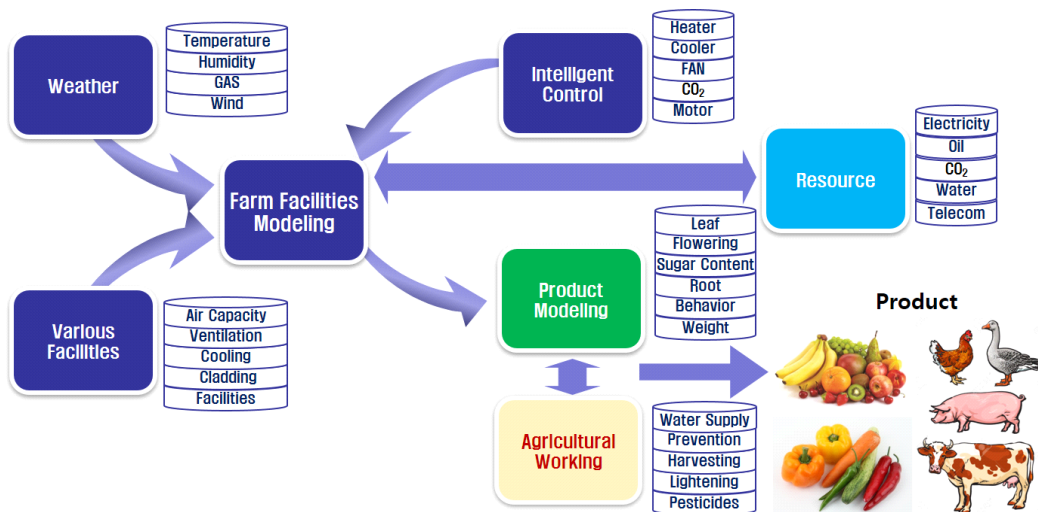 Weather
Temperature
Humidity
GAS
Wind
Intelligent
Control
Heater
Cooler
FAN
CO₂
Motor
Farm Facilities
Modeling
Resource
Electricity
Oil
CO₂
Water
Telecom
Various
Facilities
Air Capacity
Ventilation
Cooling
Cladding
Facilities
Product
Modeling
Leaf
Flowering
Sugar Content
Root
Behavior
Weight
Agricultural
Working
Water Supply
Prevention
Harvesting
Lightening
Pesticides
Product